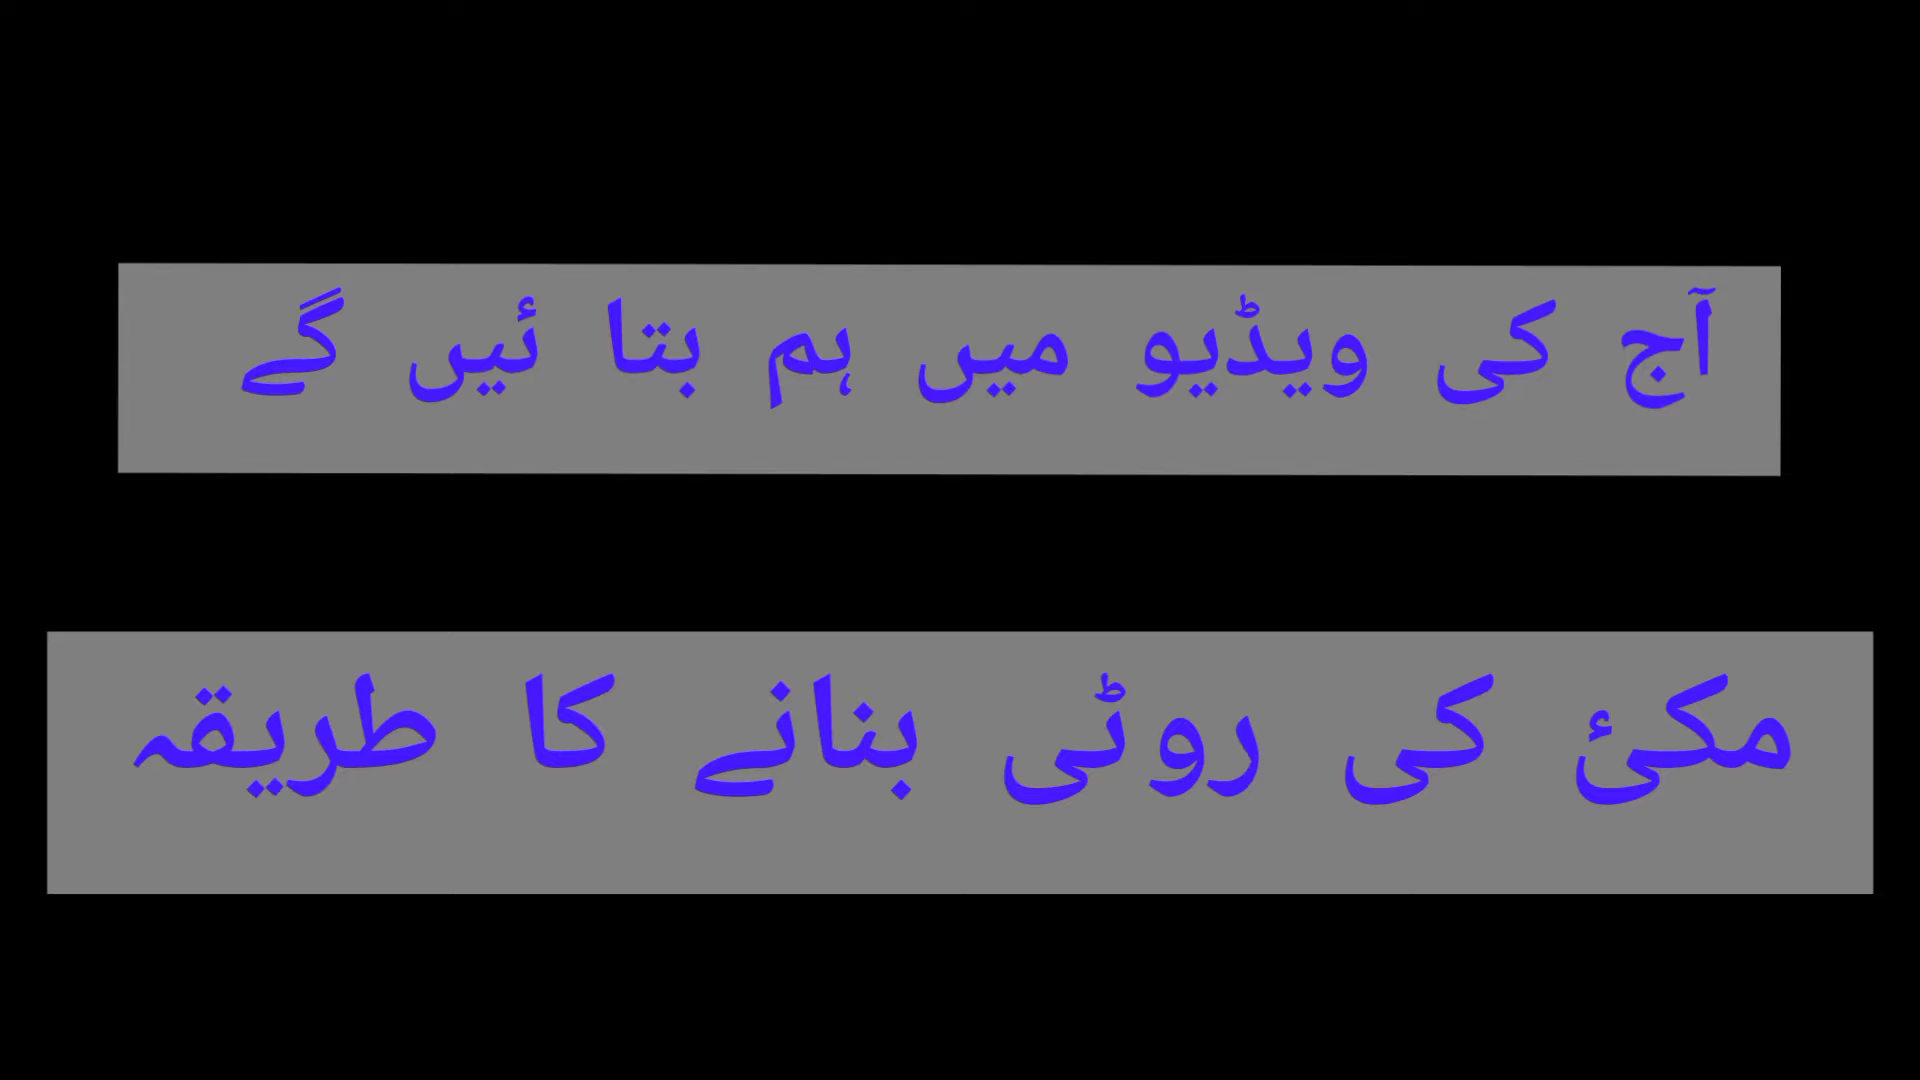 آج کی ویڈیو میں ہم بتا ئیں گے
مکئ کی روٹی بنانے کا طریقہ